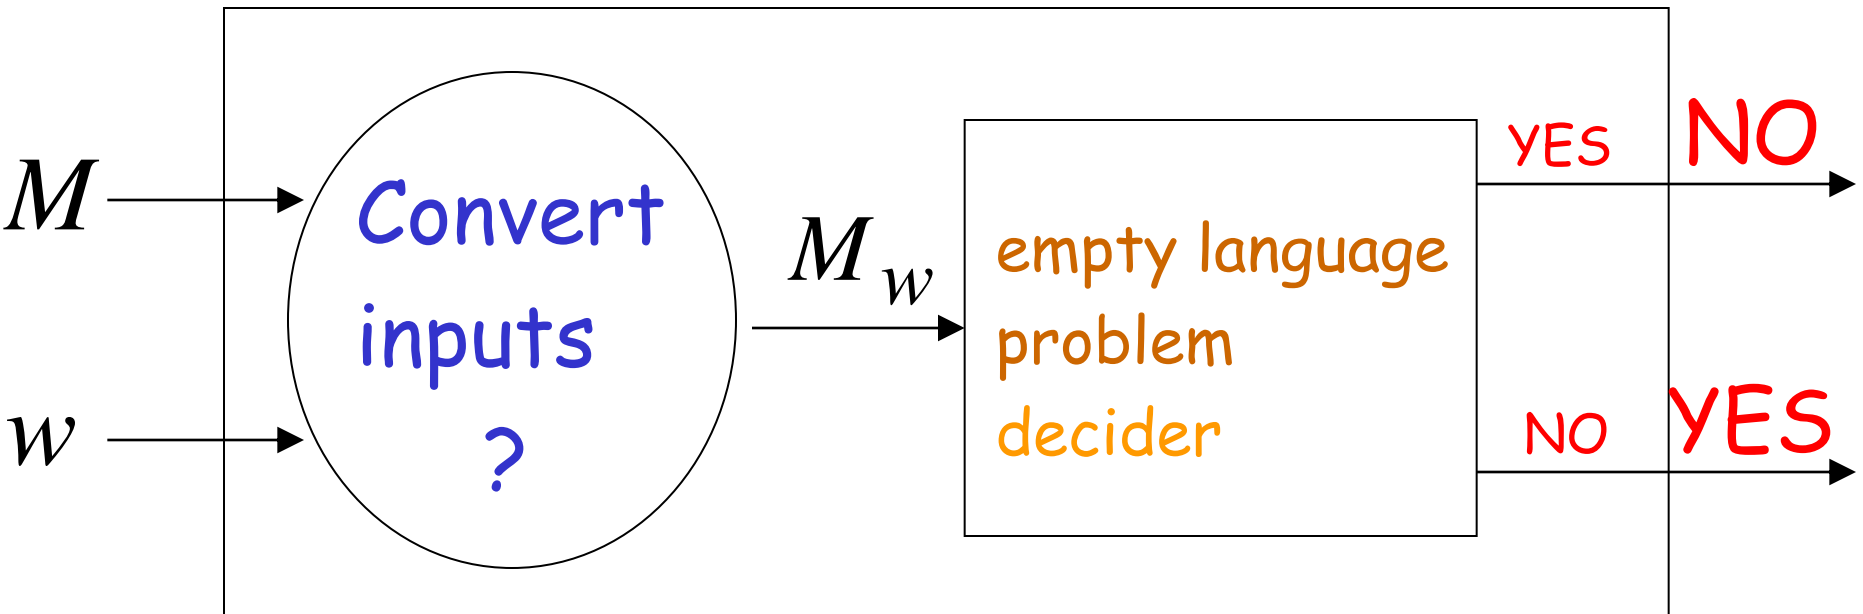 M
w
Convert
inputs
?
M w
empty language
problem
decider
YES
NO
NO
YES